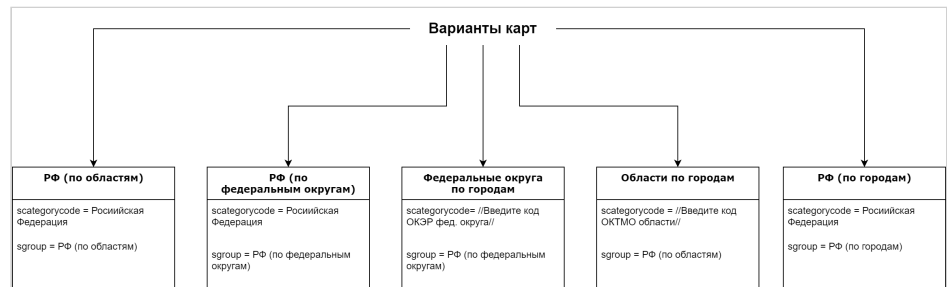 Варианты карт
РФ (по областям)
scategorycode = Росиийская
Федерация
sgroup = РФ (по областям)
РФ (по
федеральным округам)
scategorycode = Росиийская
Федерация
sgroup = РФ (по федеральным
округам)
Федеральные округа
по городам
scategorycode= //Введите код
ОКЭР фед. округа//
sgroup = РФ (по федеральным
округам)
Области по городам
scategorycode = //Введите код
ОКТМО области//
sgroup = РФ (по областям)
РФ (по городам)
scategorycode = Росиийская
Федерация
sgroup = РФ (по городам)